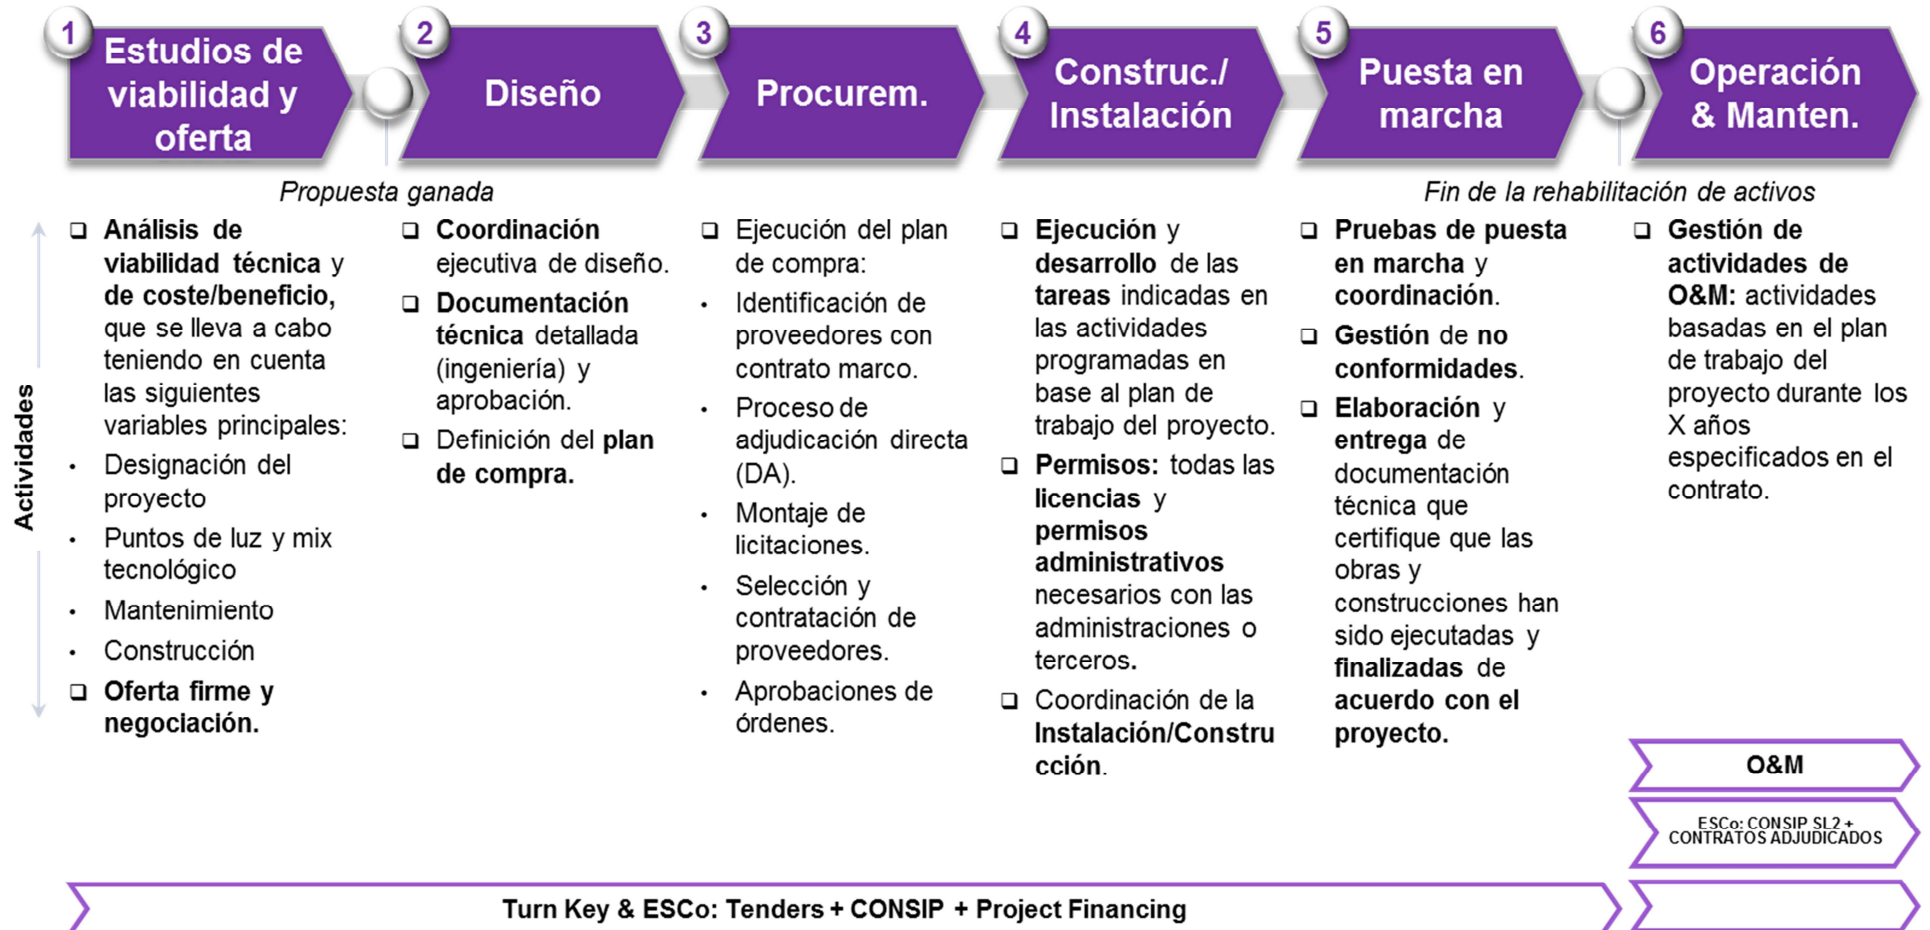 1
Estudios de
viabilidad y
oferta
2
Diseño
3
Procurem.
4
Construc./
Instalación
5
Puesta en
marcha
6
Operación
& Manten.
Propuesta ganada
Fin de la rehabilitación de activos
Actividades
❑ Análisis de
viabilidad técnica y
de coste/beneficio,
que se lleva a cabo
teniendo en cuenta
las siguientes
variables principales:
• Designación del
proyecto
• Puntos de luz y mix
tecnológico
• Mantenimiento
• Construcción
❑ Oferta firme y
negociación.
❑ Coordinación
ejecutiva de diseño.
❑ Documentación
técnica detallada
(ingeniería) y
aprobación.
❑ Definición del plan
de compra.
❑ Ejecución del plan
de compra:
• Identificación de
proveedores con
contrato marco.
• Proceso de
adjudicación directa
(DA).
• Montaje de
licitaciones.
• Selección y
contratación de
proveedores.
• Aprobaciones de
órdenes.
❑ Ejecución y
desarrollo de las
tareas indicadas en
las actividades
programadas en
base al plan de
trabajo del proyecto.
❑ Permisos: todas las
licencias y
permisos
administrativos
necesarios con las
administraciones o
terceros.
❑ Coordinación de la
Instalación/Constru
cción.
❑ Pruebas de puesta
en marcha y
coordinación.
❑ Gestión de no
conformidades.
❑ Elaboración y
entrega de
documentación
técnica que
certifique que las
obras y
construcciones han
sido ejecutadas y
finalizadas de
acuerdo con el
proyecto.
❑ Gestión de
actividades de
O&M: actividades
basadas en el plan
de trabajo del
proyecto durante los
X años
especificados en el
contrato.
O&M
ESCo: CONSIP SL2 +
CONTRATOS ADJUDICADOS
Turn Key & ESCo: Tenders + CONSIP + Project Financing